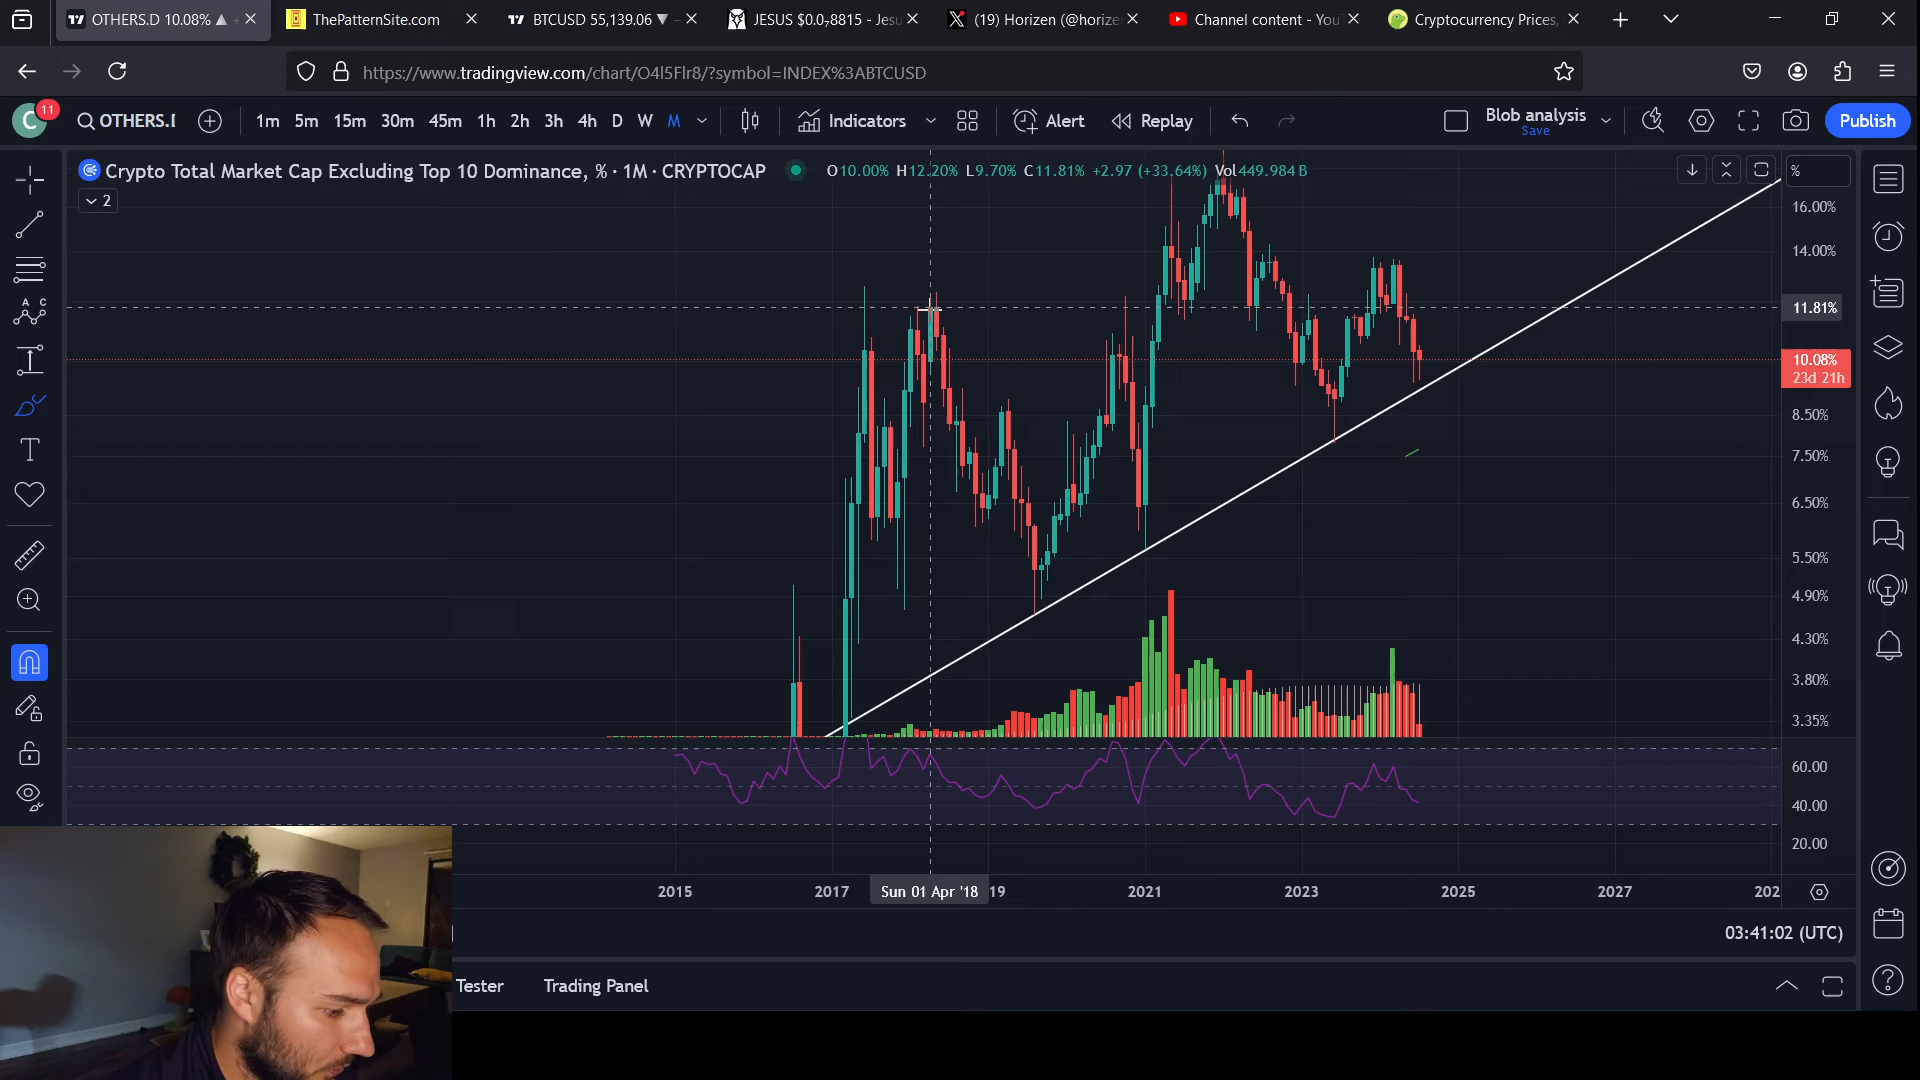 OTHERS.D 10.08% ▲ +
ThePatternSite.com
BTCUSD 55,139.06 ▼ −
JESUS $0.0₇8815 - Jesu
(19) Horizen (@horize
Channel content - You
Cryptocurrency Prices,
https://www.tradingview.com/chart/O4l5Flr8/?symbol=INDEX%3ABTCUSD
C
11
OTHERS.I
1m 5m 15m 30m 45m 1h 2h 3h 4h D W M
Indicators
Alert
Replay
Blob analysis
Save
Publish
Crypto Total Market Cap Excluding Top 10 Dominance, % · 1M · CRYPTOCAP
O10.00% H12.20% L9.70% C11.81% +2.97 (+33.64%) Vol449.984 B
2
%
16.00%
14.00%
11.81%
10.08%
23d 21h
8.50%
7.50%
6.50%
5.50%
4.90%
4.30%
3.80%
3.35%
60.00
40.00
20.00
A C
T
2015 2017 Sun 01 Apr '18 19 2021 2023 2025 2027 202
03:41:02 (UTC)
Tester
Trading Panel